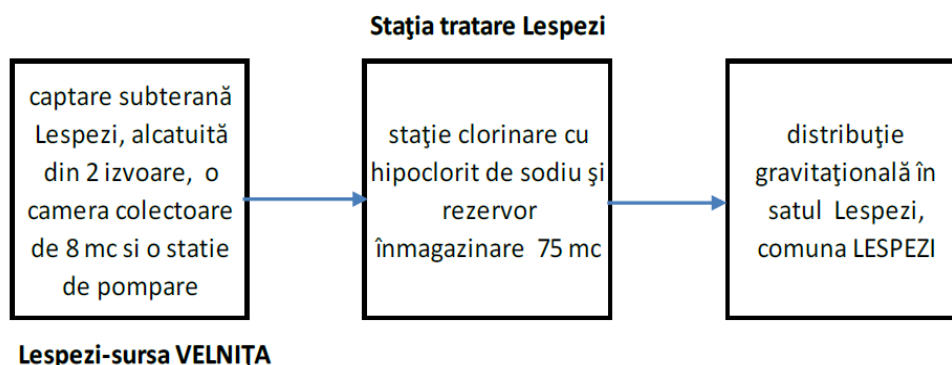 Staţia tratare Lespezi
captare subterană
Lespezi, alcatuită
din 2 izvoare, o
camera colectoare
de 8 mc si o statie
de pompare
staţie clorinare cu
hipoclorit de sodiu şi
rezervor
înmagazinare 75 mc
distribuţie
gravitaţională în
satul Lespezi,
comuna LESPEZI
Lespezi-sursa VELNIȚA